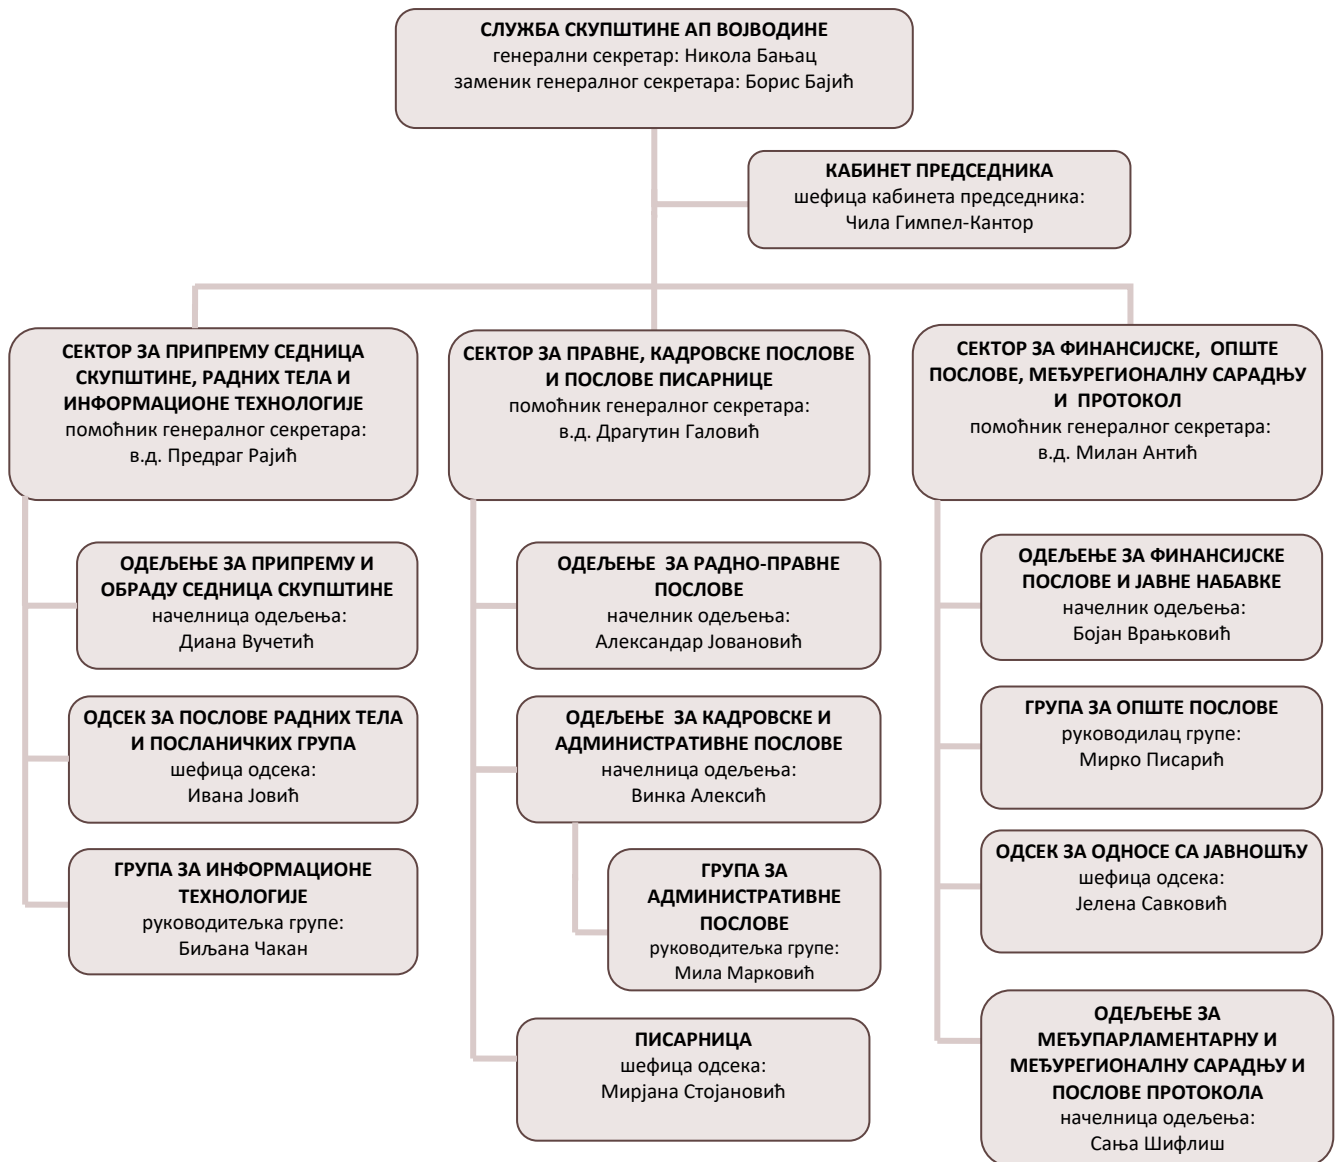 СЛУЖБА СКУПШТИНЕ АП ВОЈВОДИНЕ
генерални секретар: Никола Бањац
заменик генералног секретара: Борис Бајић
КАБИНЕТ ПРЕДСЕДНИКА
шефица кабинета председника:
Чила Гимпел-Кантор
СЕКТОР ЗА ПРИПРЕМУ СЕДНИЦА
СКУПШТИНЕ, РАДНИХ ТЕЛА И
ИНФОРМАЦИОНЕ ТЕХНОЛОГИЈЕ
помоћник генералног секретара:
в.д. Предраг Рајић
ОДЕЉЕЊЕ ЗА ПРИПРЕМУ И
ОБРАДУ СЕДНИЦА СКУПШТИНЕ
начелница одељења:
Диана Вучетић
ОДСЕК ЗА ПОСЛОВЕ РАДНИХ ТЕЛА
И ПОСЛАНИЧКИХ ГРУПА
шефица одсека:
Ивана Јовић
ГРУПА ЗА ИНФОРМАЦИОНЕ
ТЕХНОЛОГИЈЕ
руководитељка групе:
Биљана Чакан
СЕКТОР ЗА ПРАВНЕ, КАДРОВСКЕ ПОСЛОВЕ
И ПОСЛОВЕ ПИСАРНИЦЕ
помоћник генералног секретара:
в.д. Драгутин Галовић
ОДЕЉЕЊЕ ЗА РАДНО-ПРАВНЕ
ПОСЛОВЕ
начелник одељења:
Александар Јовановић
ОДЕЉЕЊЕ ЗА КАДРОВСКЕ И
АДМИНИСТРАТИВНЕ ПОСЛОВЕ
начелница одељења:
Винка Алексић
ГРУПА ЗА
АДМИНИСТРАТИВНЕ
ПОСЛОВЕ
руководитељка групе:
Мила Марковић
ПИСАРНИЦА
шефица одсека:
Мирјана Стојановић
СЕКТОР ЗА ФИНАНСИЈСКЕ, ОПШТЕ
ПОСЛОВЕ, МЕЂУРЕГИОНАЛНУ САРАДЊУ
И ПРОТОКОЛ
помоћник генералног секретара:
в.д. Милан Антић
ОДЕЉЕЊЕ ЗА ФИНАНСИЈСКЕ
ПОСЛОВЕ И ЈАВНЕ НАБАВКЕ
начелник одељења:
Бојан Врањковић
ГРУПА ЗА ОПШТЕ ПОСЛОВЕ
руководилац групе:
Мирко Писарић
ОДСЕК ЗА ОДНОСЕ СА ЈАВНОШЋУ
шефица одсека:
Јелена Савковић
ОДЕЉЕЊЕ ЗА
МЕЂУПАРЛАМЕНТАРНУ И
МЕЂУРЕГИОНАЛНУ САРАДЊУ И
ПОСЛОВЕ ПРОТОКОЛА
начелница одељења:
Сања Шифлиш